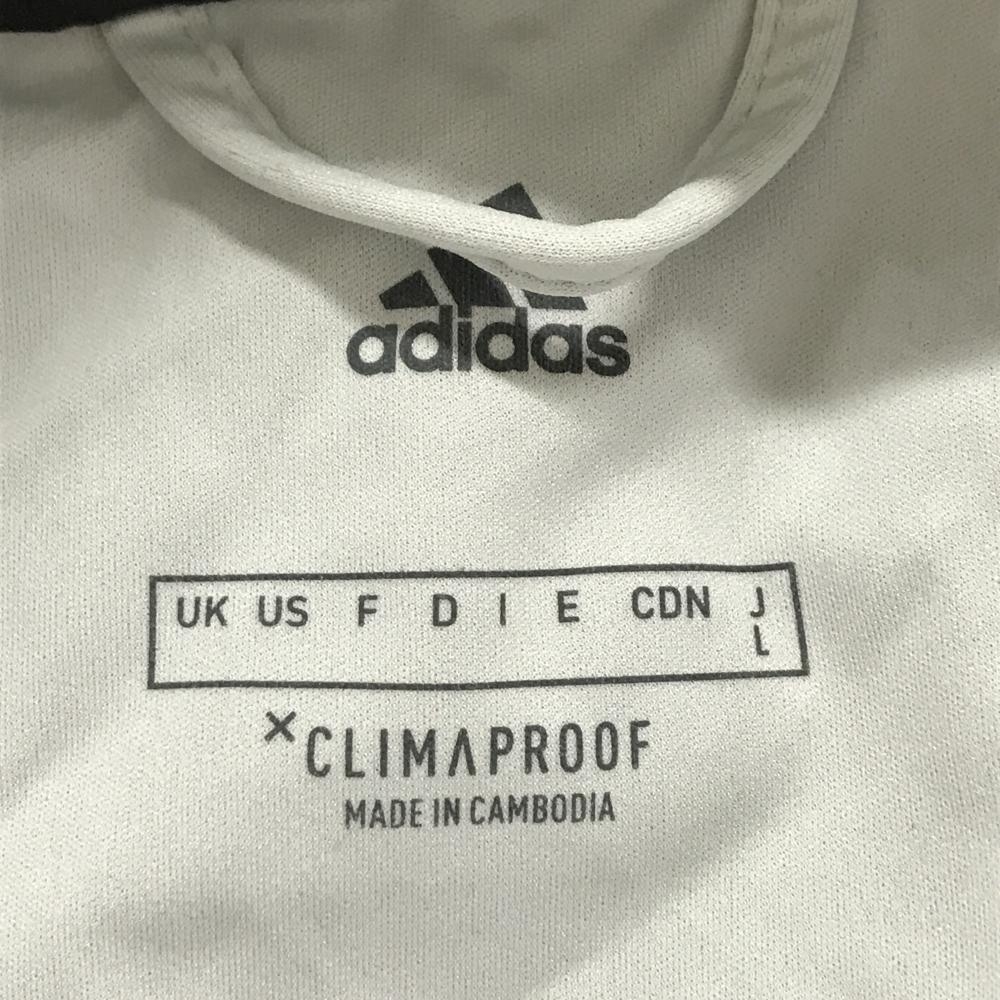 adidas
UK US F D I E CDN J
L
×CLIMAPROOF
MADE IN CAMBODIA